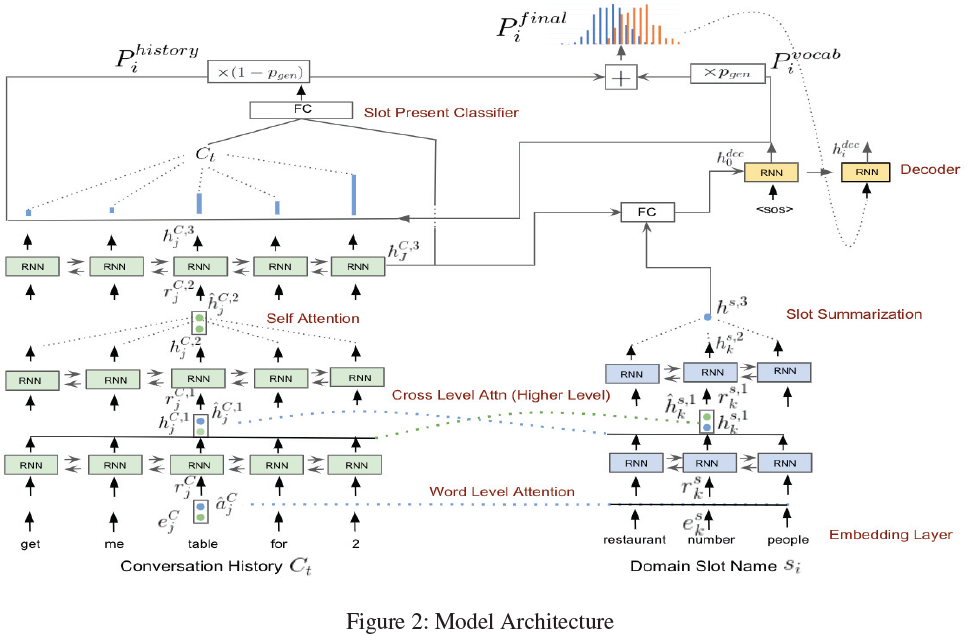 P_i^{history}
P_i^{final}
×(1 − p_{gen})
+
×p_{gen}
P_i^{vocab}
FC
Slot Present Classifier
C_t
h_0^{dec}
h_i^{dec}
RNN
RNN
Decoder
<sos>
FC
h_j^{C,3}
h_J^{C,3}
RNN RNN RNN RNN RNN
r_j^{C,2}
ĥ_j^{C,2}
Self Attention
h^{s,3}
Slot Summarization
h_j^{C,2}
h_k^{s,2}
RNN RNN RNN RNN RNN
RNN RNN RNN
r_j^{C,1}
r_k^{s,1}
Cross Level Attn (Higher Level)
h_j^{C,1}
ĥ_j^{C,1}
ĥ_k^{s,1}
h_k^{s,1}
RNN RNN RNN RNN RNN
RNN RNN RNN
r_j^C
r_k^s
Word Level Attention
e_j^C
â_j^C
e_k^s
Embedding Layer
get me table for 2
restaurant number people
Conversation History C_t
Domain Slot Name s_i
Figure 2: Model Architecture